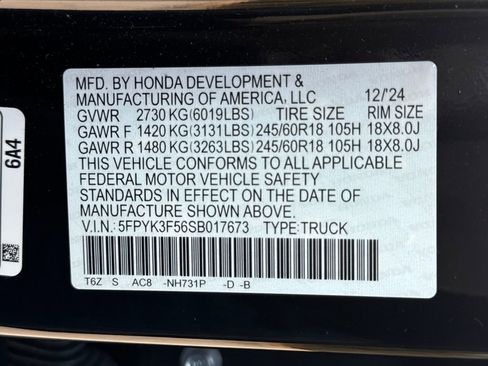 MFD. BY HONDA DEVELOPMENT &
MANUFACTURING OF AMERICA, LLC 12/'24
GVWR 2730 KG(6019LBS) TIRE SIZE RIM SIZE
GAWR F 1420 KG(3131LBS) 245/60R18 105H 18X8.0J
GAWR R 1480 KG(3263LBS) 245/60R18 105H 18X8.0J
THIS VEHICLE CONFORMS TO ALL APPLICABLE
FEDERAL MOTOR VEHICLE SAFETY
STANDARDS IN EFFECT ON THE DATE OF
MANUFACTURE SHOWN ABOVE.
V.I.N.: 5FPYK3F56SB017673 TYPE:TRUCK
T6Z S AC8 -NH731P -D -B
6A4